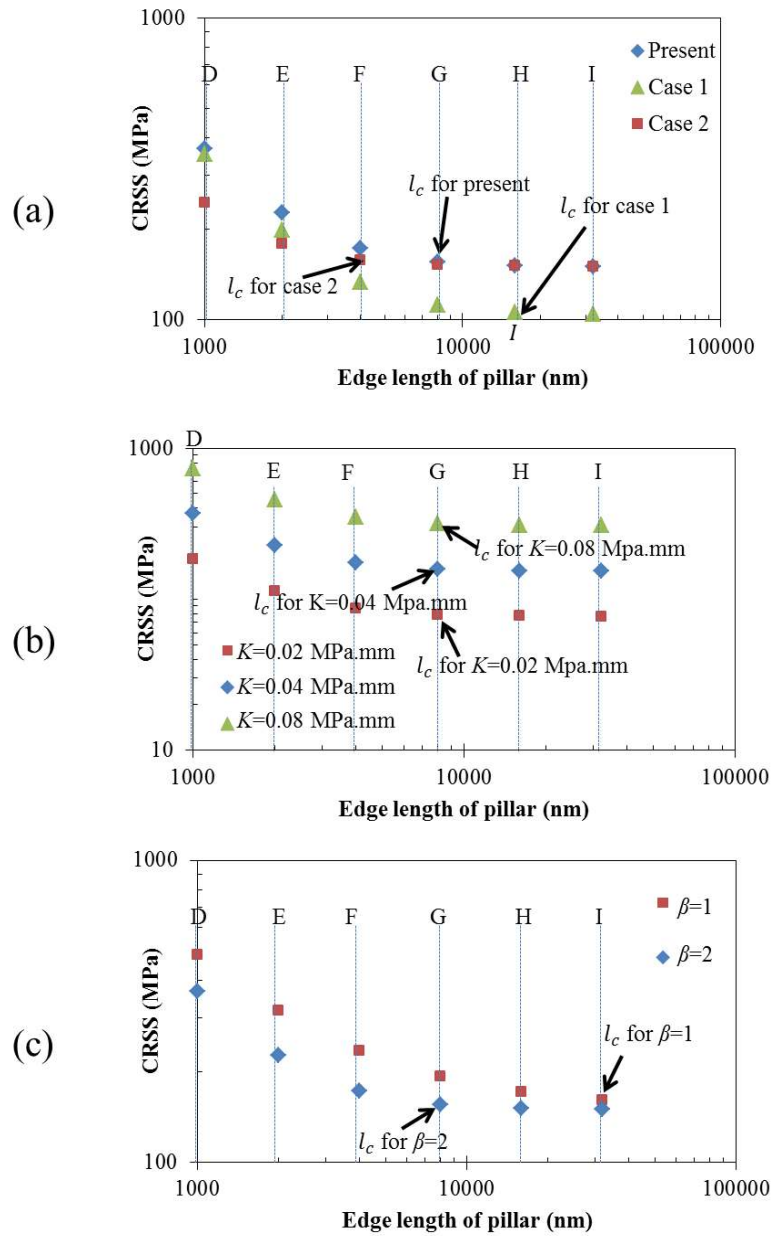 (a)
CRSS (MPa)
1000
100
D E F G H I
Present
Case 1
Case 2
lc for present
lc for case 1
lc for case 2
I
1000 10000 100000
Edge length of pillar (nm)
(b)
CRSS (MPa)
1000
10
D E F G H I
lc for K=0.08 Mpa.mm
lc for K=0.04 Mpa.mm
lc for K=0.02 Mpa.mm
K=0.02 MPa.mm
K=0.04 MPa.mm
K=0.08 MPa.mm
1000 10000 100000
Edge length of pillar (nm)
(c)
CRSS (MPa)
1000
100
D E F G H I
β=1
β=2
lc for β=1
lc for β=2
1000 10000 100000
Edge length of pillar (nm)